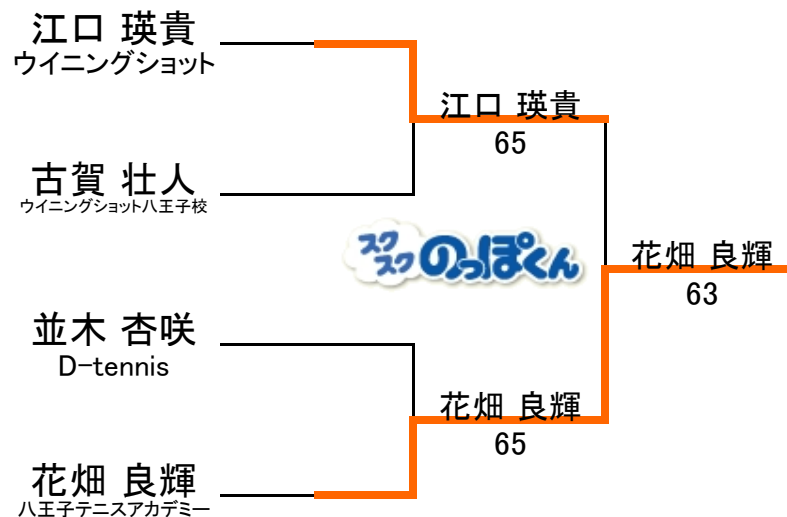 江口 瑛貴
ウイニングショット
江口 瑛貴
65
古賀 壮人
ウイニングショット八王子校
スクスクのっぽくん
花畑 良輝
63
並木 杏咲
D-tennis
花畑 良輝
65
花畑 良輝
八王子テニスアカデミー